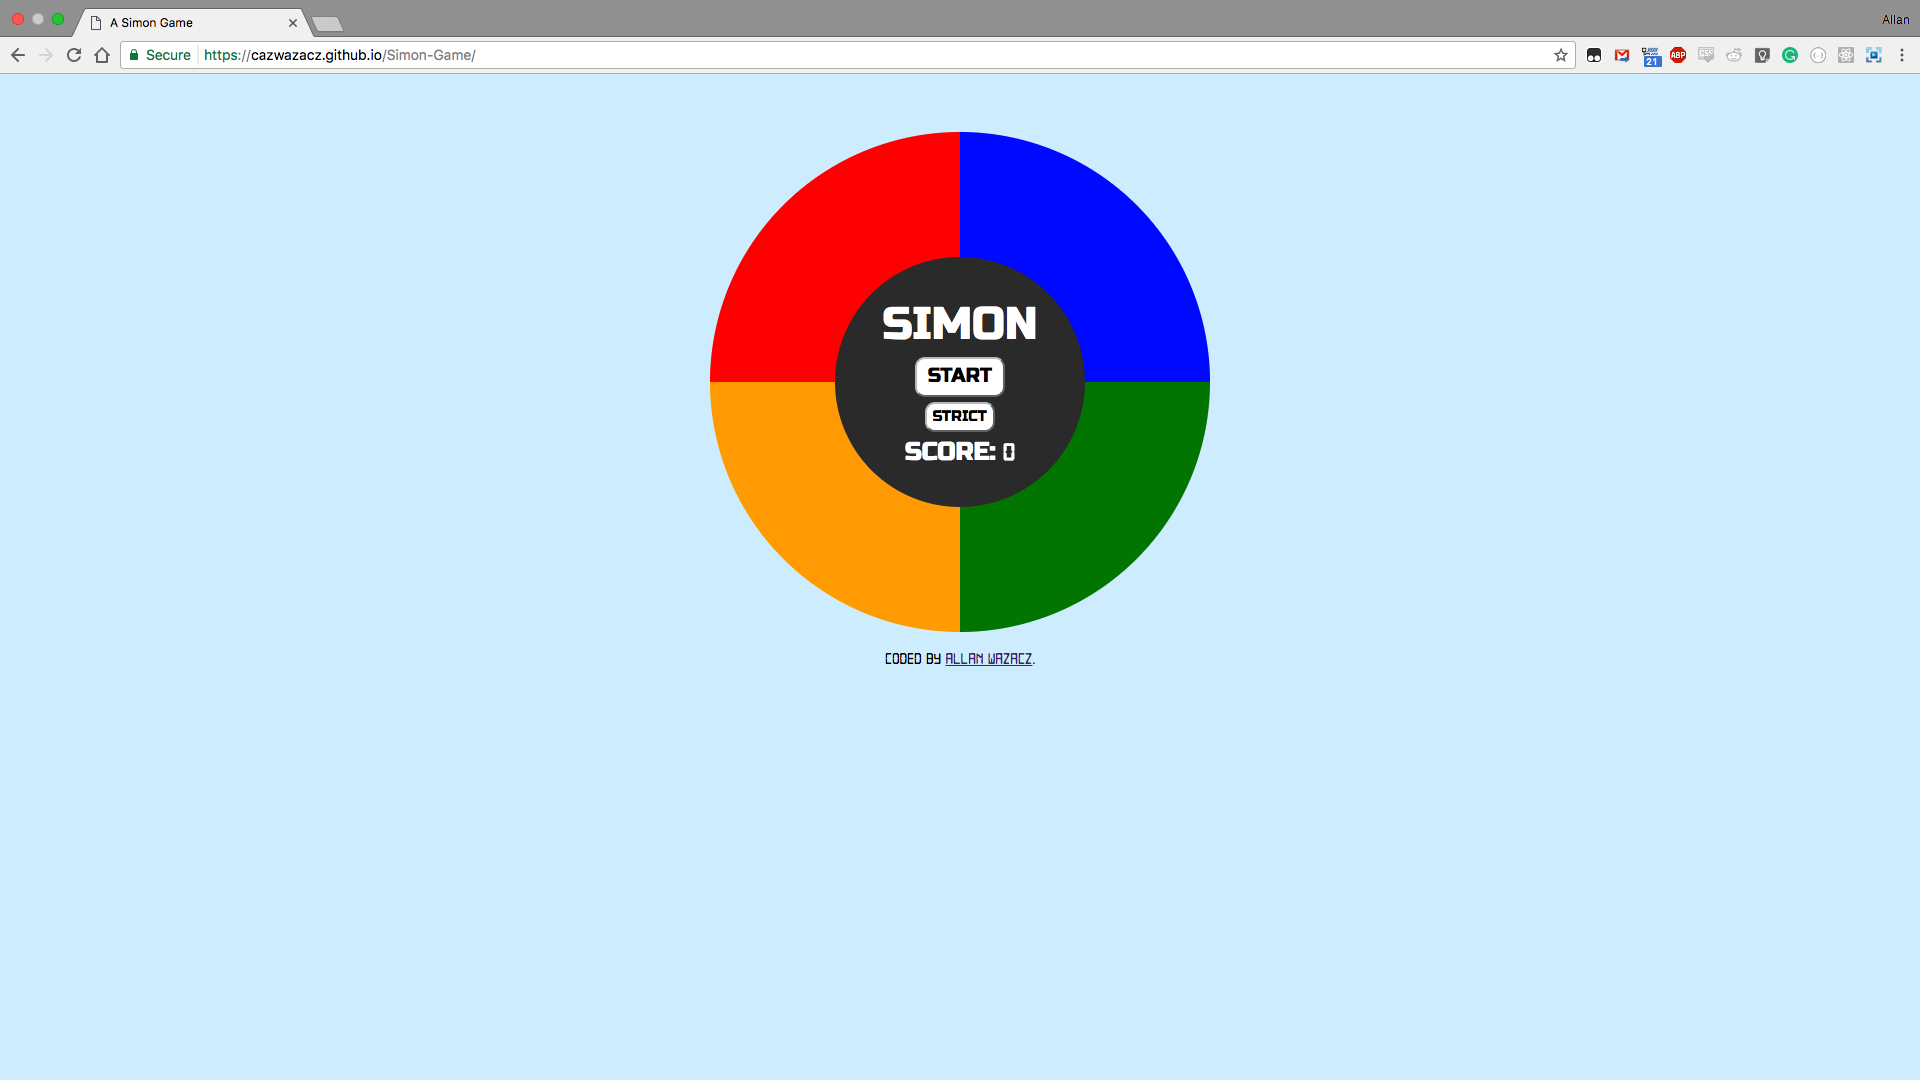 A Simon Game
Allan
Secure https://cazwazacz.github.io/Simon-Game/
21
ABP
SIMON
START
STRICT
SCORE: 0
CODED BY ALLAN WAZACZ.